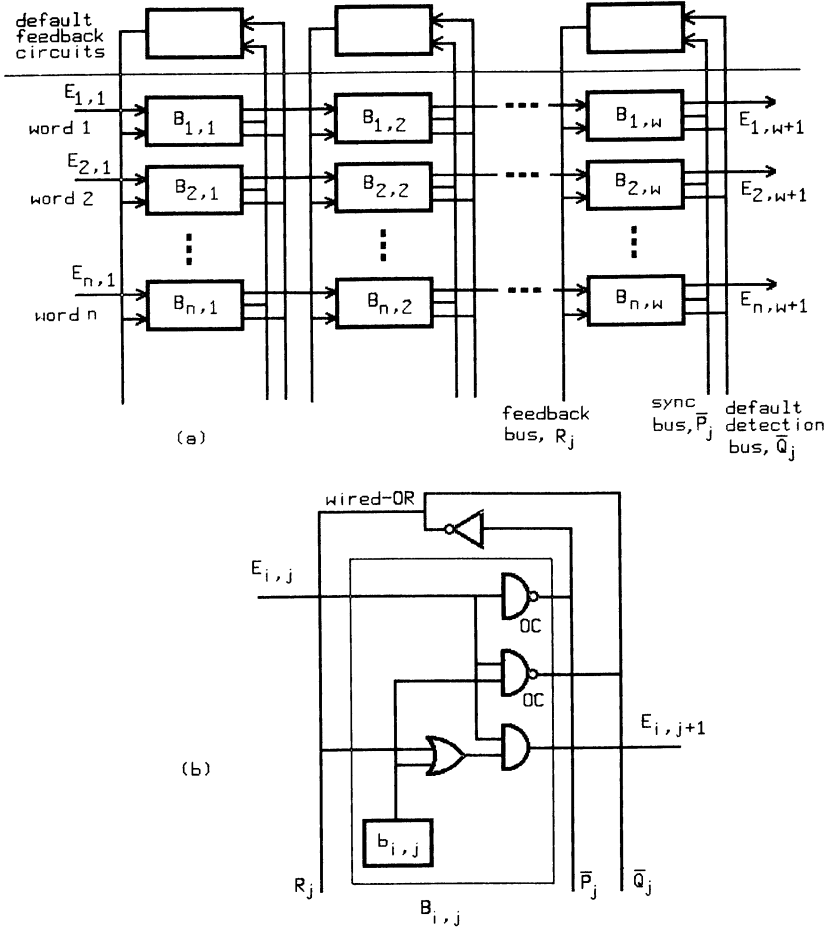 default
feedback
circuits
E1,1
B1,1
B1,2
B1,w
E1,w+1
word 1
E2,1
B2,1
B2,2
B2,w
E2,w+1
word 2
En,1
Bn,1
Bn,2
Bn,w
En,w+1
word n
(a)
feedback
bus, Rj
sync
bus, P̅j
default
detection
bus, Q̅j
wired-OR
Ei,j
OC
OC
Ei,j+1
(b)
bi,j
Rj
P̅j
Q̅j
Bi,j